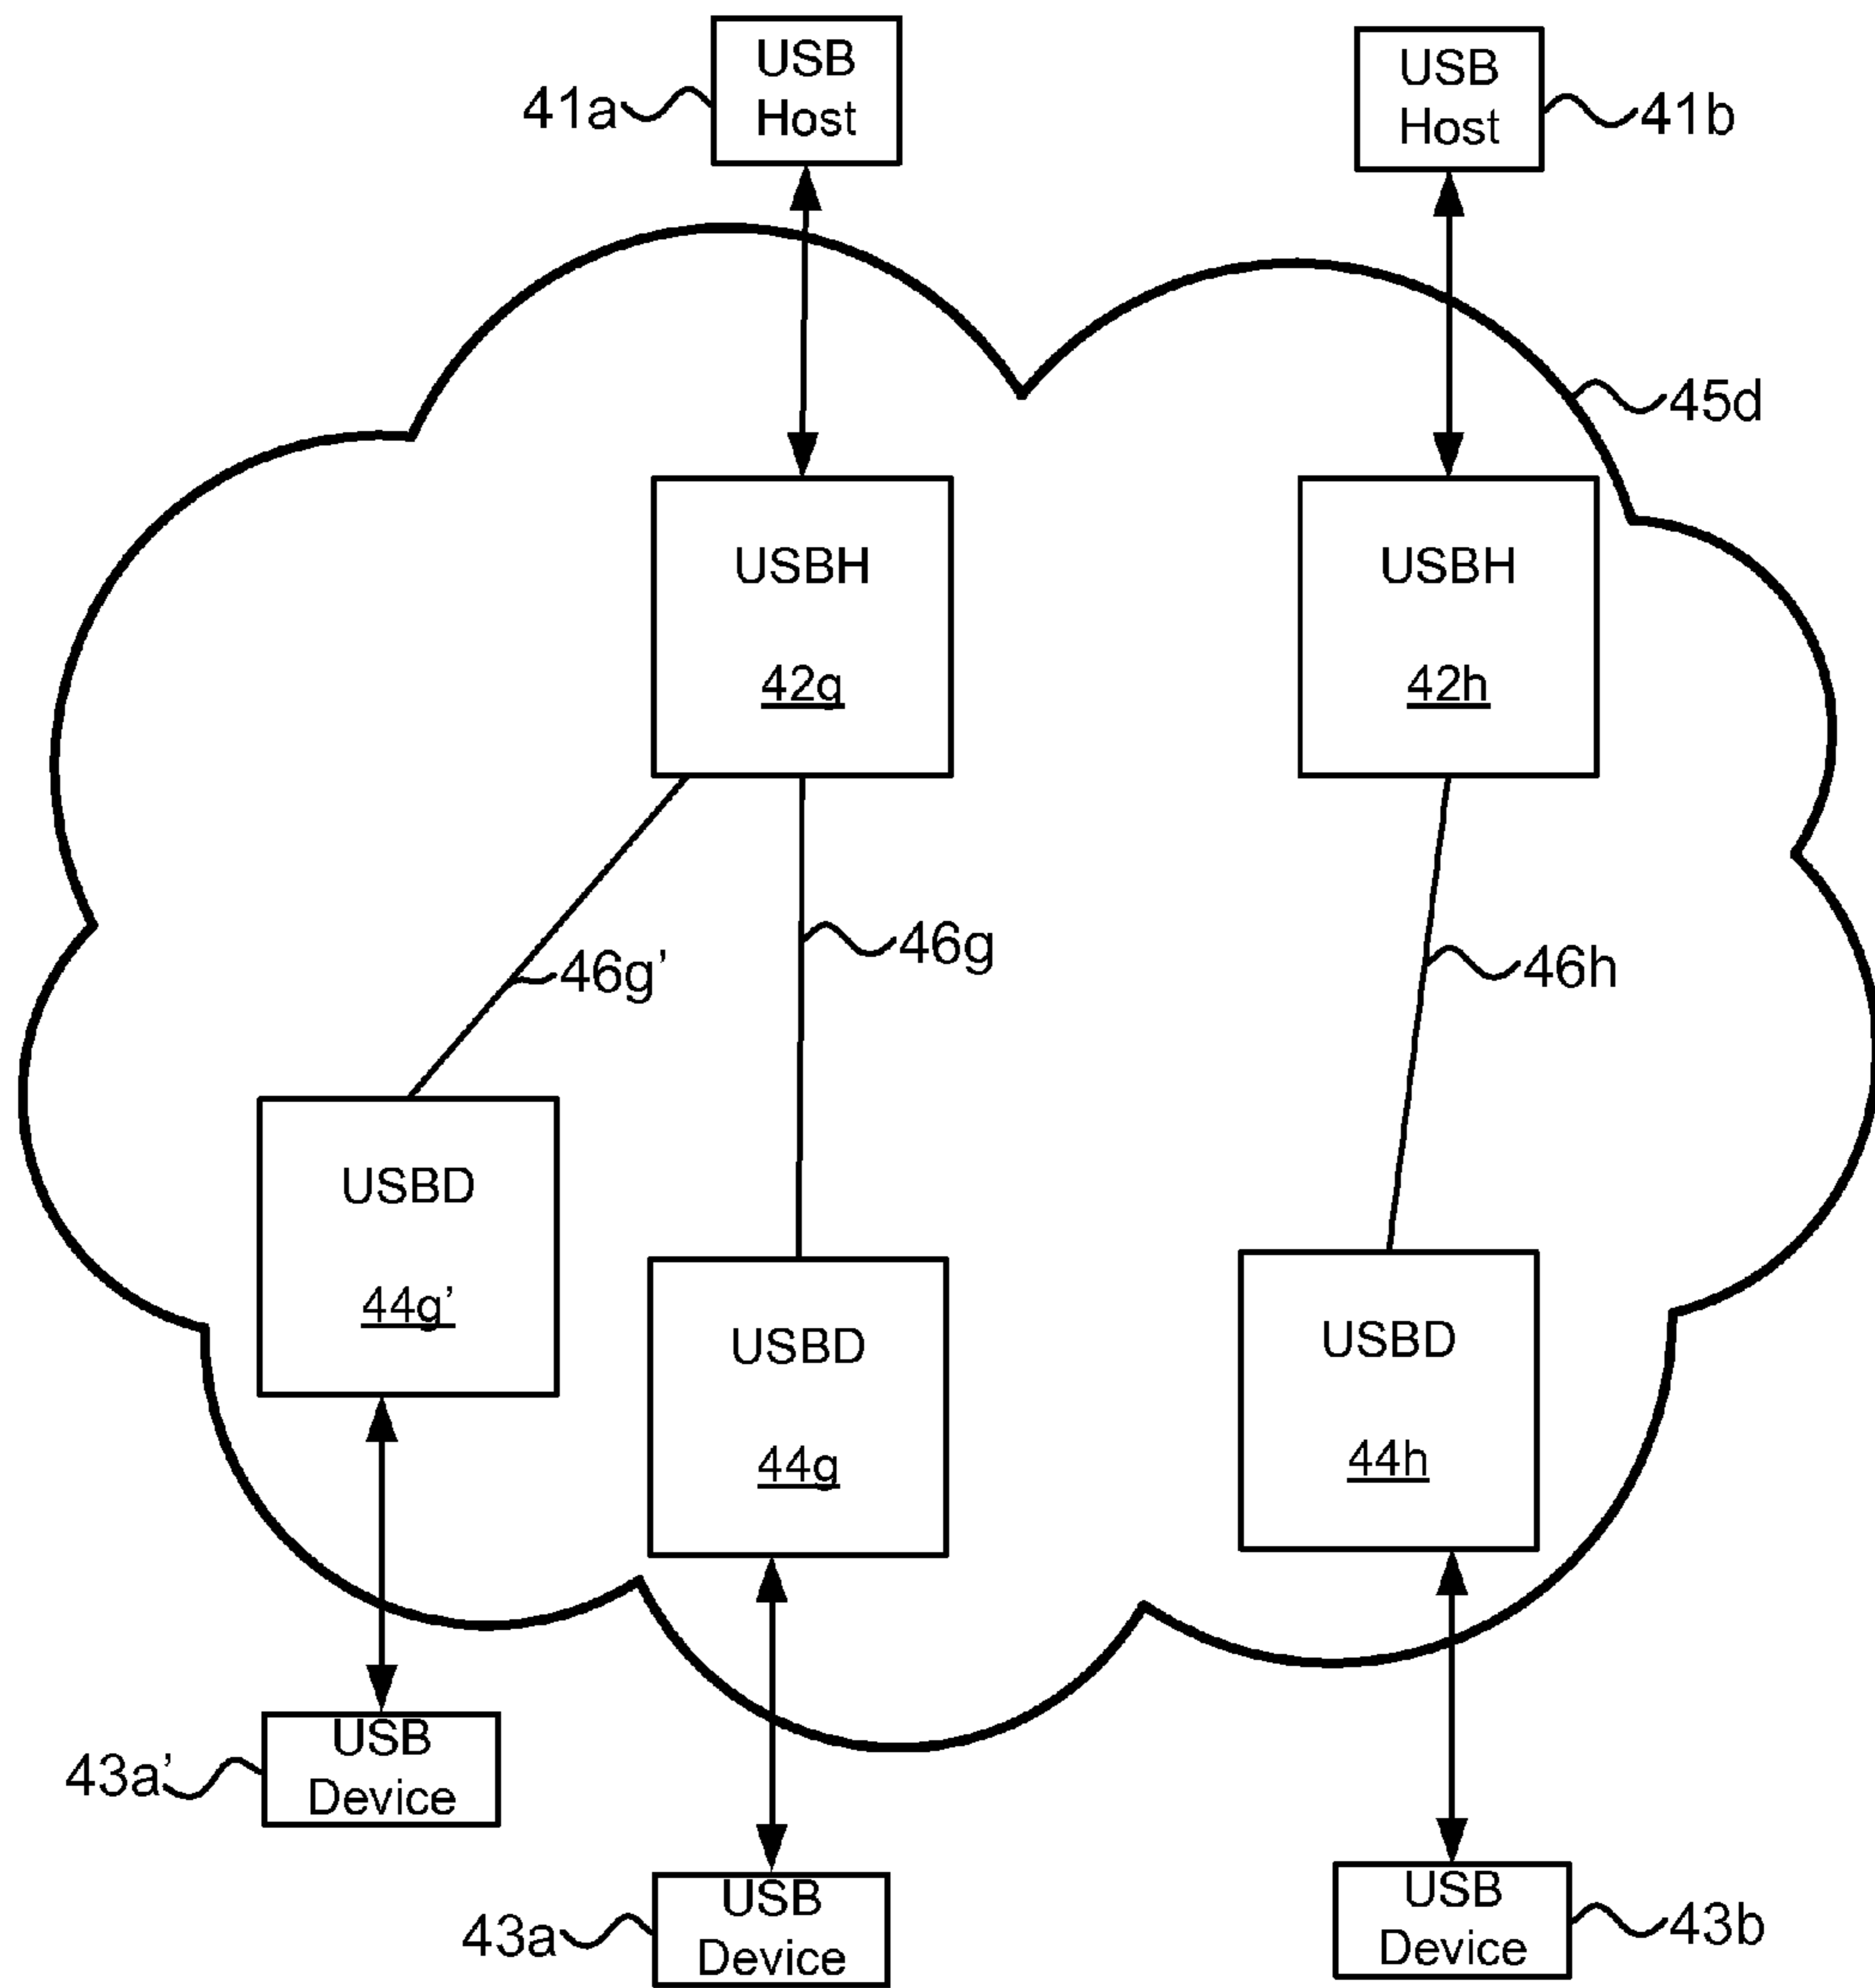 USB
Host
41a
USB
Host
41b
45d
USBH
42g
USBH
42h
46g'
46g
46h
USBD
44g'
USBD
44g
USBD
44h
USB
Device
43a'
USB
Device
43a
USB
Device
43b